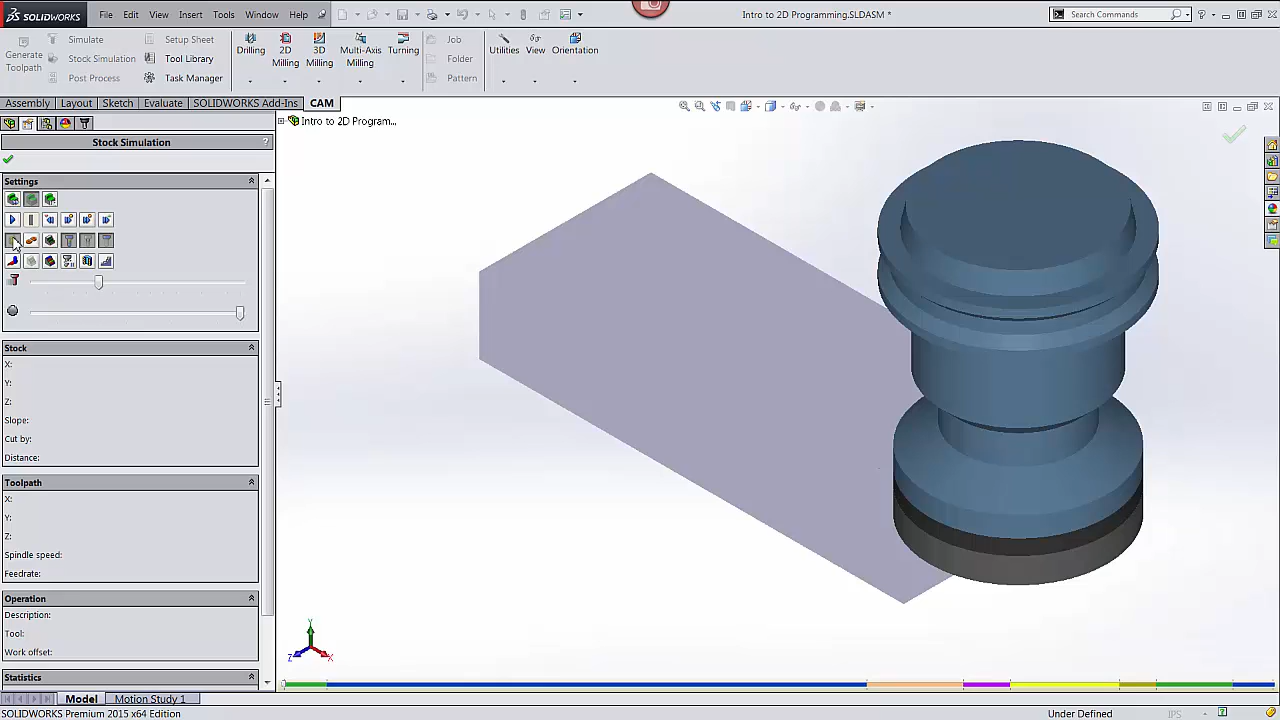 SOLIDWORKS File Edit View Insert Tools Window Help Intro to 2D Programming.SLDASM * Search Commands
Generate Toolpath
Simulate
Stock Simulation
Post Process
Setup Sheet
Tool Library
Task Manager
Drilling
2D Milling
3D Milling
Multi-Axis Milling
Turning
Job
Folder
Pattern
Utilities
View
Orientation
Assembly Layout Sketch Evaluate SOLIDWORKS Add-Ins CAM
Intro to 2D Program...
Stock Simulation ?
Settings
Stock
X:
Y:
Z:
Slope:
Cut by:
Distance:
Toolpath
X:
Y:
Z:
Spindle speed:
Feedrate:
Operation
Description:
Tool:
Work offset:
Statistics
Y
Z
X
Model Motion Study 1
SOLIDWORKS Premium 2015 x64 Edition Under Defined IPS